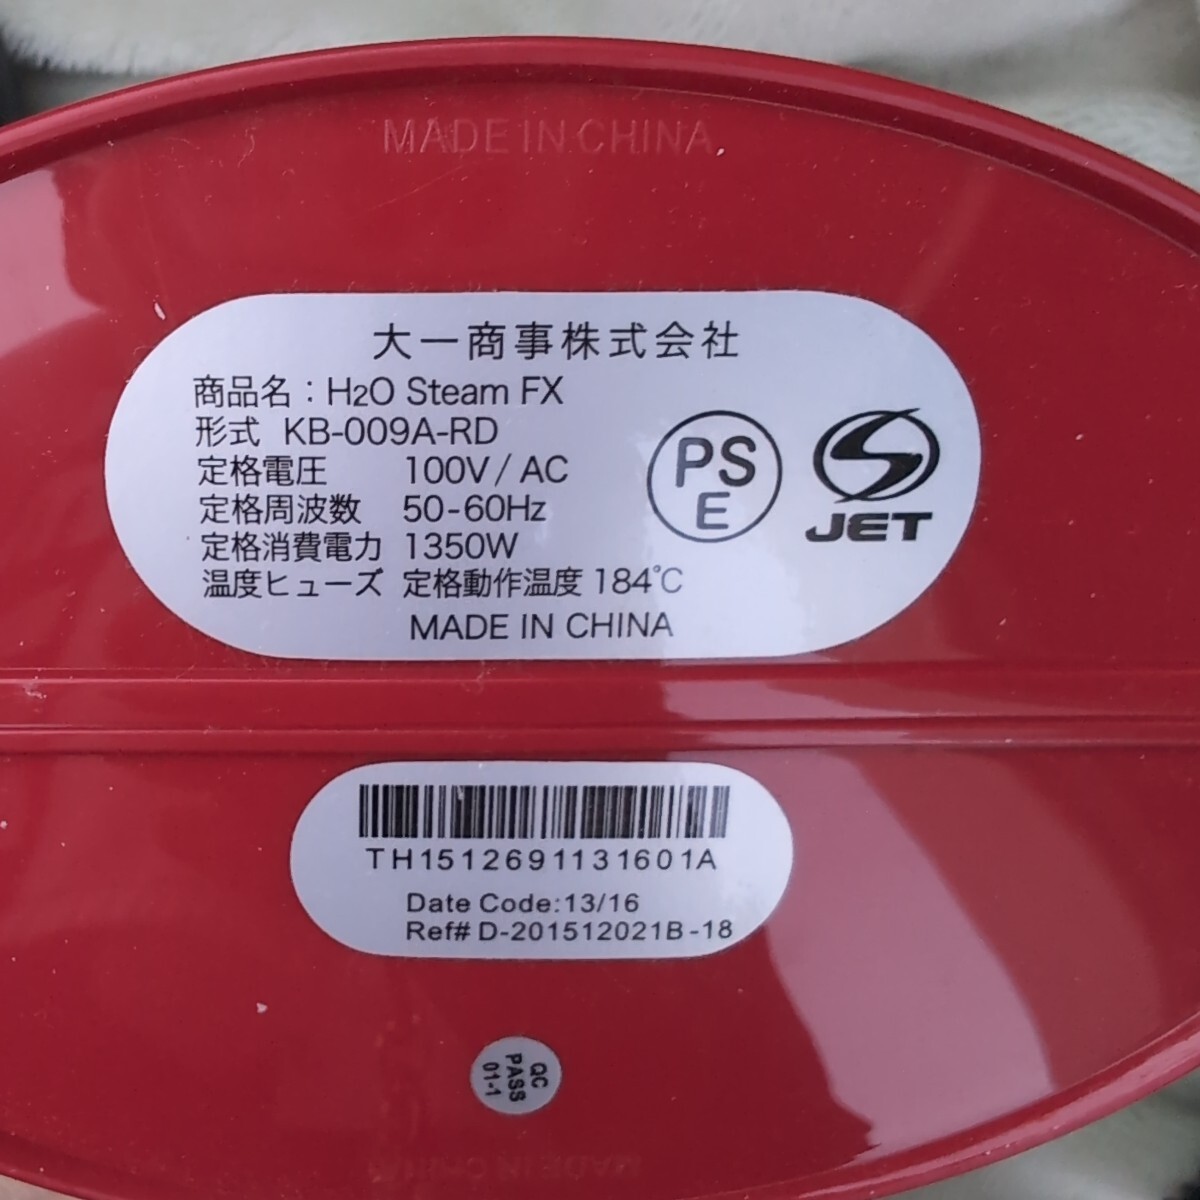 MADE IN CHINA
大一商事株式会社
商品名：H2O Steam FX
形式 KB-009A-RD
定格電圧 100V/AC
定格周波数 50-60Hz
定格消費電力 1350W
温度ヒューズ 定格動作温度 184℃
MADE IN CHINA
PS
E
JET
TH1512691131601A
Date Code:13/16
Ref# D-201512021B-18
QC
PASS
01-1
MADE IN CHINA